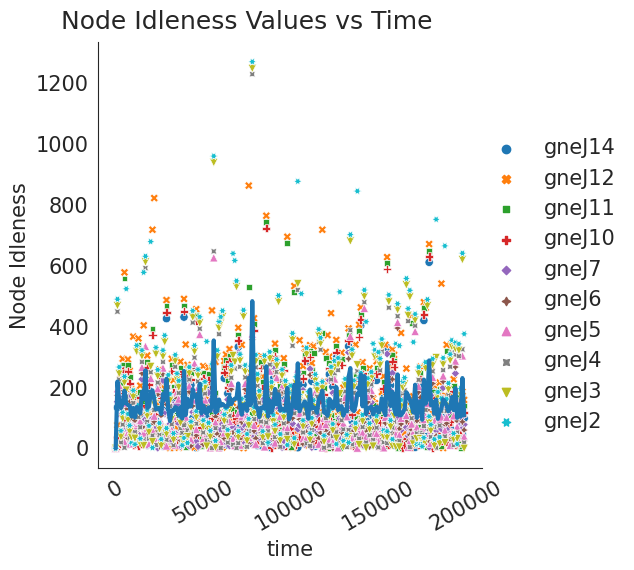 Node Idleness Values vs Time
Node Idleness
1200
1000
800
600
400
200
0
0
50000
100000
150000
200000
time
gneJ14
gneJ12
gneJ11
gneJ10
gneJ7
gneJ6
gneJ5
gneJ4
gneJ3
gneJ2